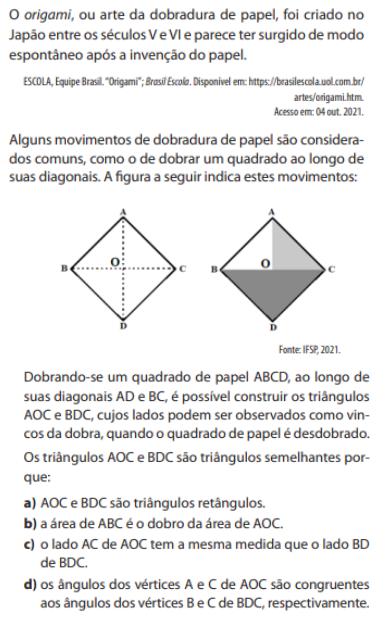 O origami, ou arte da dobradura de papel, foi criado no
Japão entre os séculos V e VI e parece ter surgido de modo
espontâneo após a invenção do papel.
ESCOLA, Equipe Brasil. "Origami"; Brasil Escola. Disponível em: https://brasilescola.uol.com.br/
artes/origami.htm.
Acesso em: 04 out. 2021.
Alguns movimentos de dobradura de papel são considera-
dos comuns, como o de dobrar um quadrado ao longo de
suas diagonais. A figura a seguir indica estes movimentos:
A A
B O C B O C
D D
Fonte: IFSP, 2021.
Dobrando-se um quadrado de papel ABCD, ao longo de
suas diagonais AD e BC, é possível construir os triângulos
AOC e BDC, cujos lados podem ser observados como vin-
cos da dobra, quando o quadrado de papel é desdobrado.
Os triângulos AOC e BDC são triângulos semelhantes por-
que:
a) AOC e BDC são triângulos retângulos.
b) a área de ABC é o dobro da área de AOC.
c) o lado AC de AOC tem a mesma medida que o lado BD
de BDC.
d) os ângulos dos vértices A e C de AOC são congruentes
aos ângulos dos vértices B e C de BDC, respectivamente.